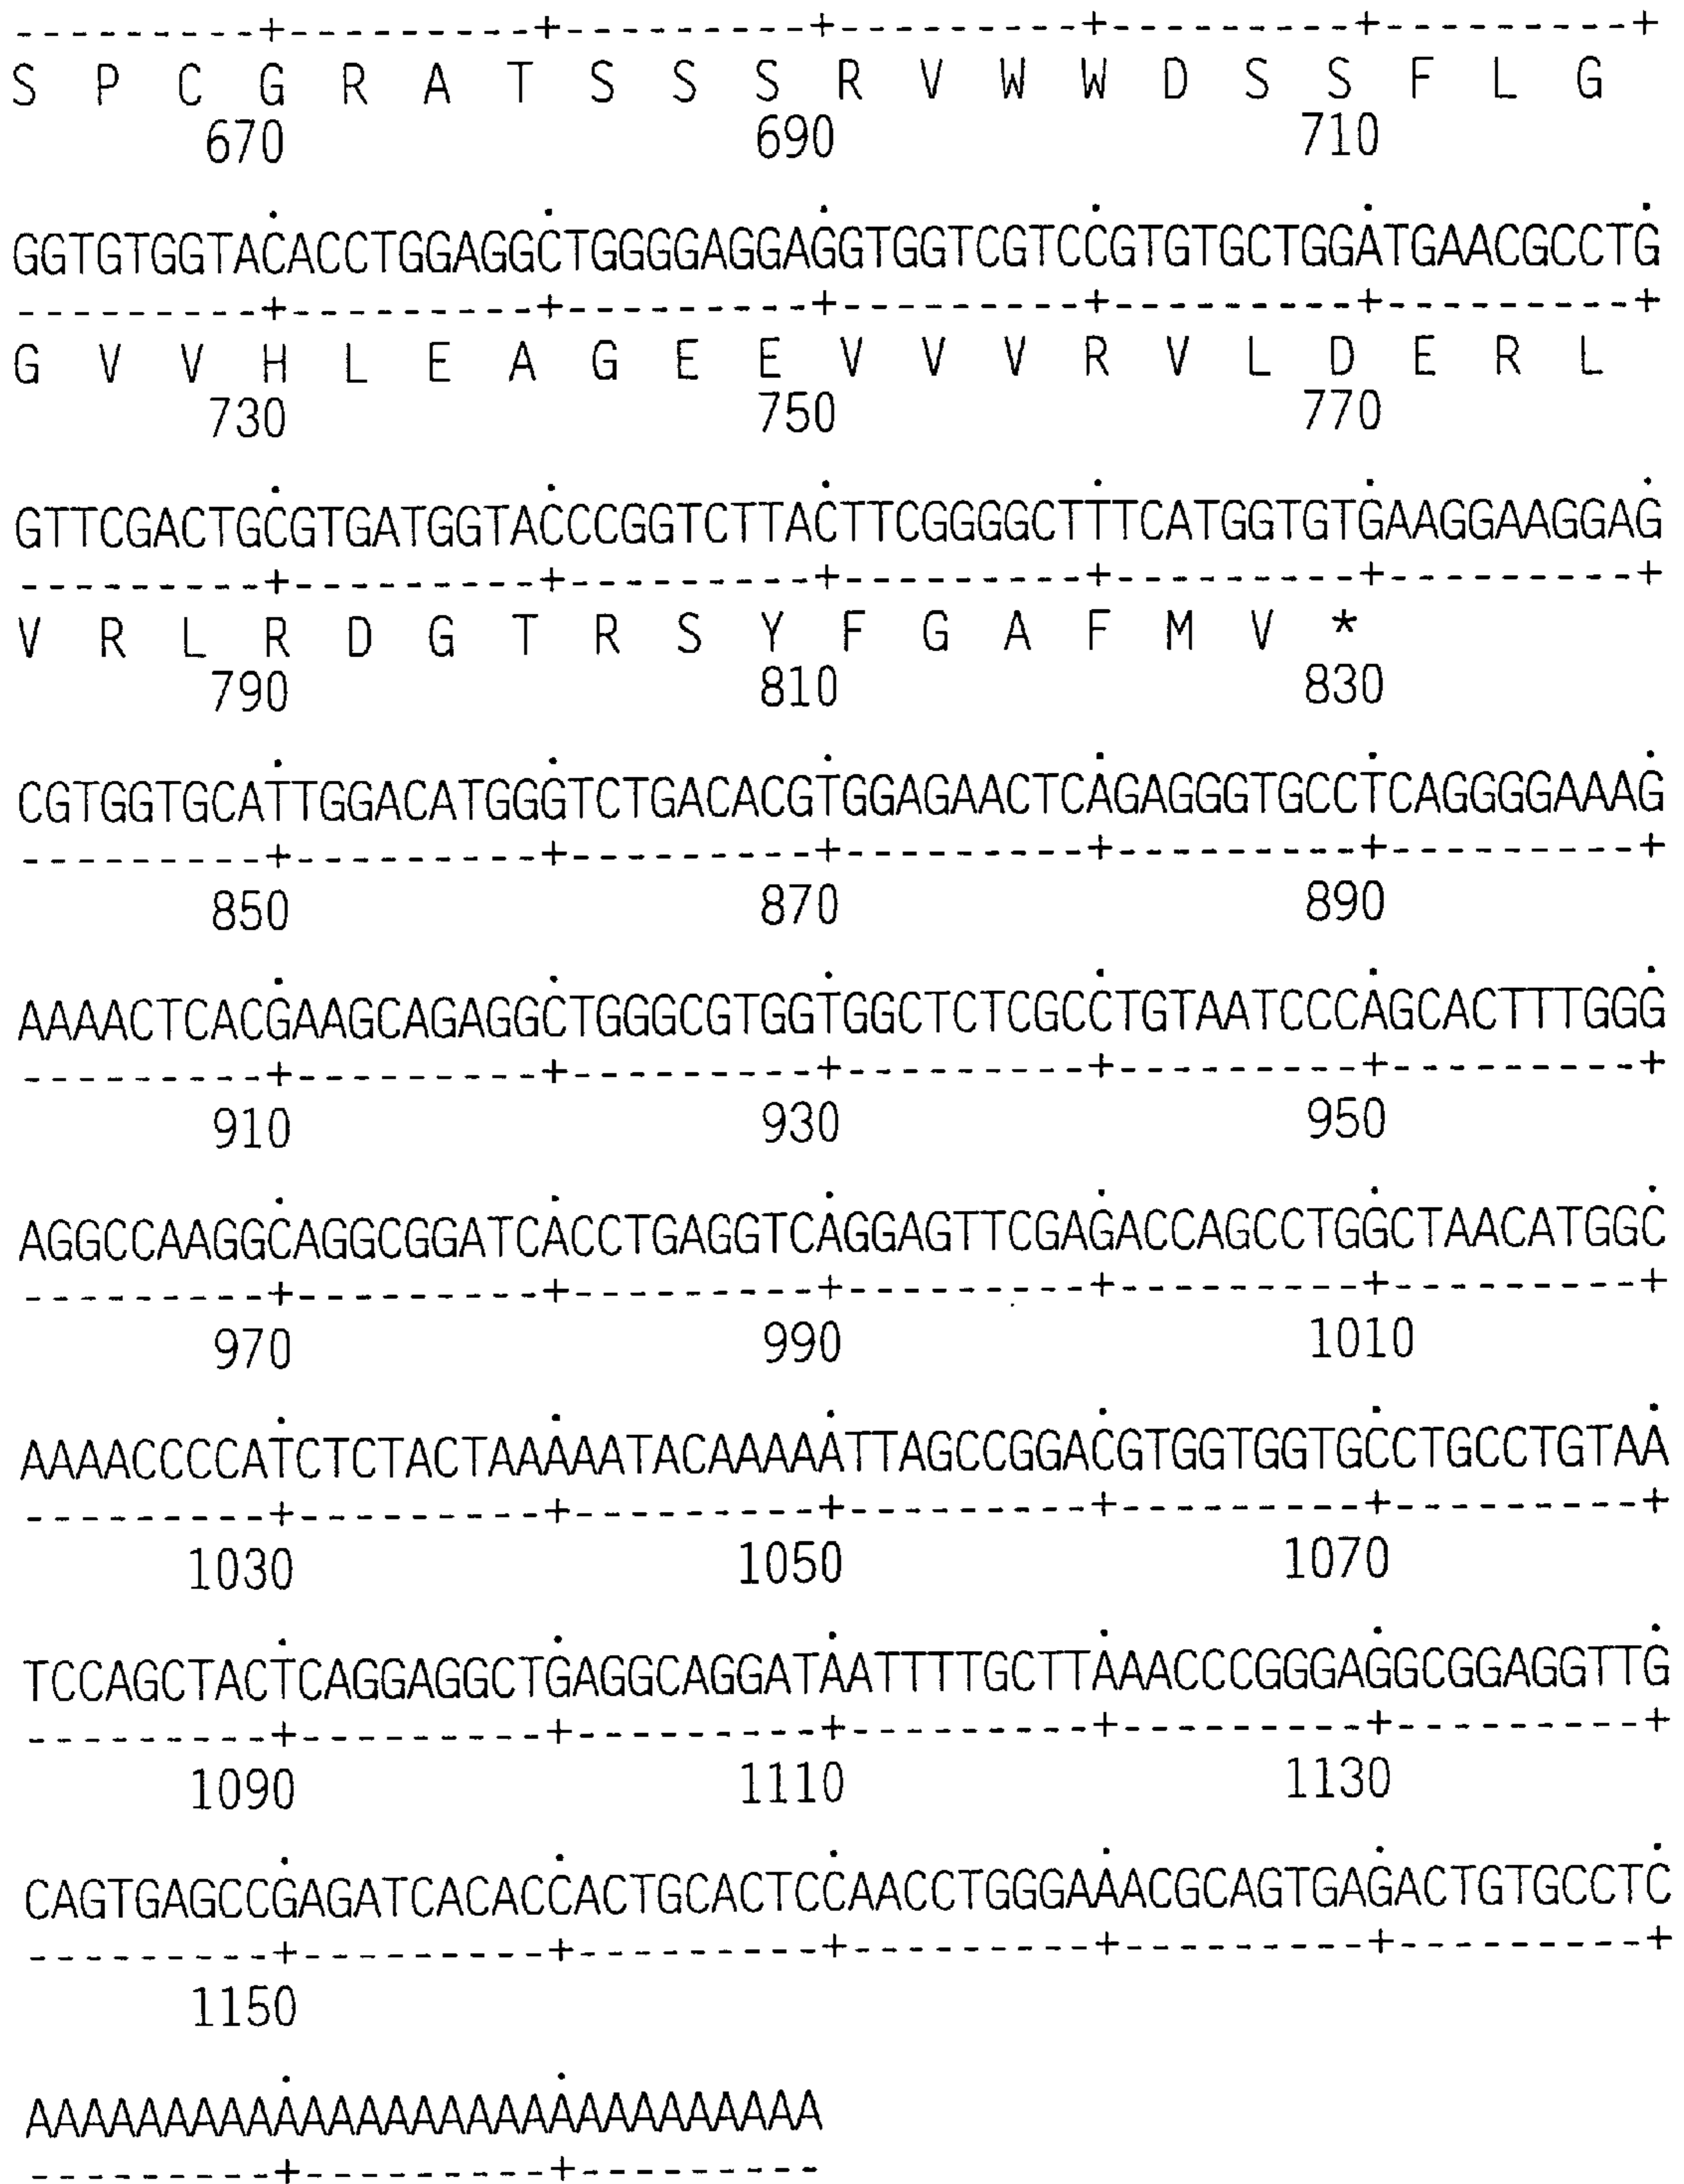 ---------+---------+---------+---------+---------+---------+
S P C G R A T S S S R V W W D S S F L G
670 690 710
GGTGTGGTACACCTGGAGGCTGGGGAGGAGGTGGTCGTCCGTGTGCTGGATGAACGCCTG
---------+---------+---------+---------+---------+---------+
G V V H L E A G E E V V V R V L D E R L
730 750 770
GTTCGACTGCGTGATGGTACCCGGTCTTACTTCGGGGCTTTCATGGTGTGAAGGAAGGAG
---------+---------+---------+---------+---------+---------+
V R L R D G T R S Y F G A F M V *
790 810 830
CGTGGTGCATTGGACATGGGTCTGACACGTGGAGAACTCAGAGGGTGCCTCAGGGGAAAG
---------+---------+---------+---------+---------+---------+
850 870 890
AAAACTCACGAAGCAGAGGCTGGGCGTGGTGGCTCTCGCCTGTAATCCCAGCACTTTGGG
---------+---------+---------+---------+---------+---------+
910 930 950
AGGCCAAGGCAGGCGGATCACCTGAGGTCAGGAGTTCGAGACCAGCCTGGCTAACATGGC
---------+---------+---------+---------+---------+---------+
970 990 1010
AAAACCCCATCTCTACTAAAAATACAAAAATTAGCCGGACGTGGTGGTGCCTGCCTGTAA
---------+---------+---------+---------+---------+---------+
1030 1050 1070
TCCAGCTACTCAGGAGGCTGAGGCAGGATAATTTTGCTTAAACCCGGGAGGCGGAGGTTG
---------+---------+---------+---------+---------+---------+
1090 1110 1130
CAGTGAGCCGAGATCACACCACTGCACTCCAACCTGGGAAACGCAGTGAGACTGTGCCTC
---------+---------+---------+---------+---------+---------+
1150
AAAAAAAAAAAAAAAAAAAAAAAAAAAAA
---------+---------+---------